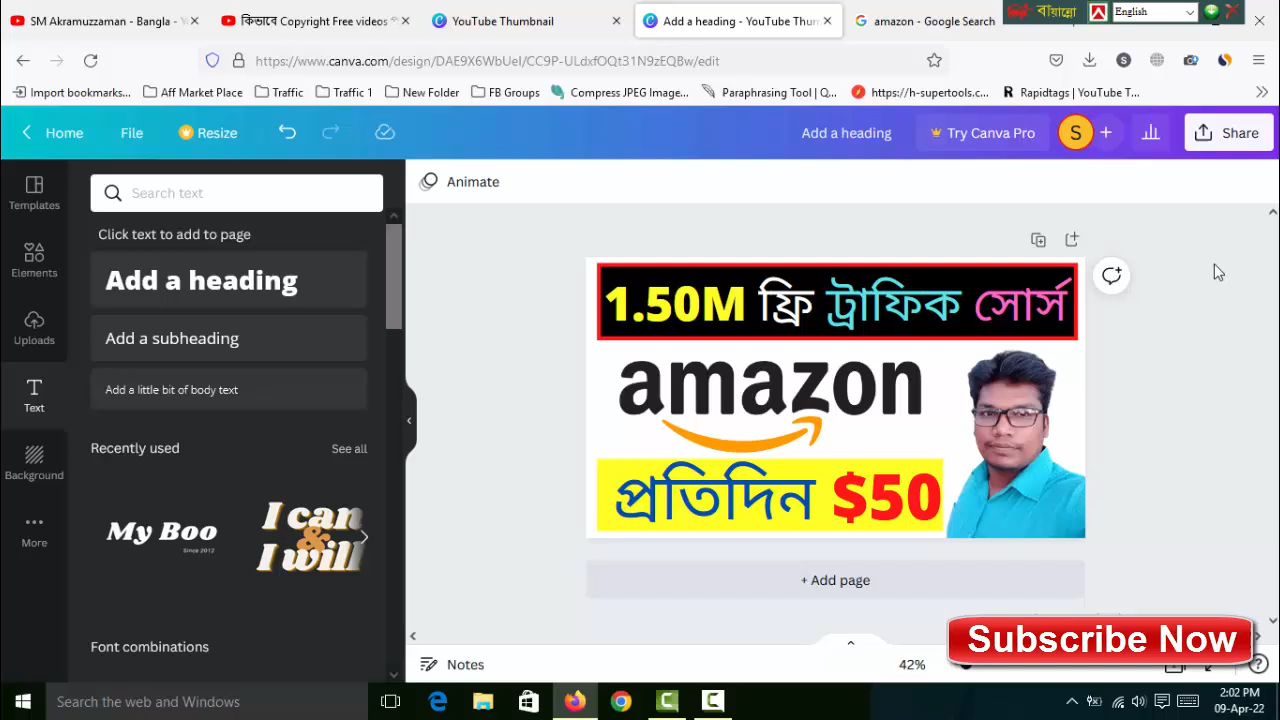 SM Akramuzzaman - Bangla -
কিভাবে Copyright Free Videos
YouTube Thumbnail
Add a heading - YouTube Thum
amazon - Google Search
বায়ান্নো
English
https://www.canva.com/design/DAE9X6WbUeI/CC9P-ULdxfOQt31N9zEQBw/edit
Import bookmarks...
Aff Market Place
Traffic
Traffic 1
New Folder
FB Groups
Compress JPEG Image...
Paraphrasing Tool | Q...
https://h-supertools.c...
Rapidtags | YouTube T...
Home
File
Resize
Add a heading
Try Canva Pro
S
Share
Templates
Elements
Uploads
Text
Background
More
Search text
Click text to add to page
Add a heading
Add a subheading
Add a little bit of body text
Recently used
See all
My Boo
Since 2012
I can
&
I will
Font combinations
Animate
1.50M ফ্রি ট্রাফিক সোর্স
amazon
প্রতিদিন $50
+ Add page
Subscribe Now
Notes
42%
Search the web and Windows
2:02 PM
09-Apr-22